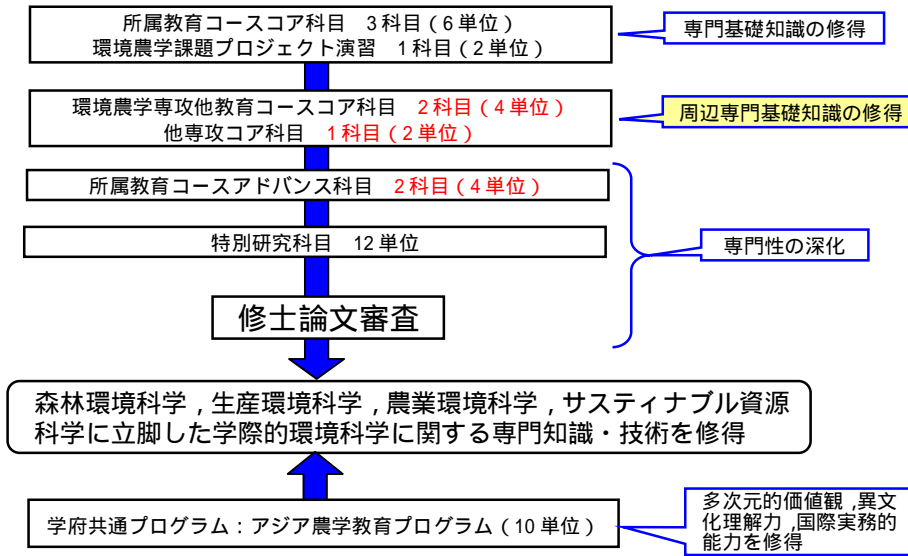 所属教育コースコア科目 3科目(6単位)
環境農学課題プロジェクト演習 1科目(2単位)
専門基礎知識の修得
環境農学専攻他教育コースコア科目 2科目(4単位)
他専攻コア科目 1科目(2単位)
周辺専門基礎知識の修得
所属教育コースアドバンス科目 2科目(4単位)
特別研究科目 12単位
専門性の深化
修士論文審査
森林環境科学,生産環境科学,農業環境科学,サスティナブル資源
科学に立脚した学際的環境科学に関する専門知識・技術を修得
学府共通プログラム:アジア農学教育プログラム(10単位)
多次元的価値観,異文
化理解力,国際実務的
能力を修得